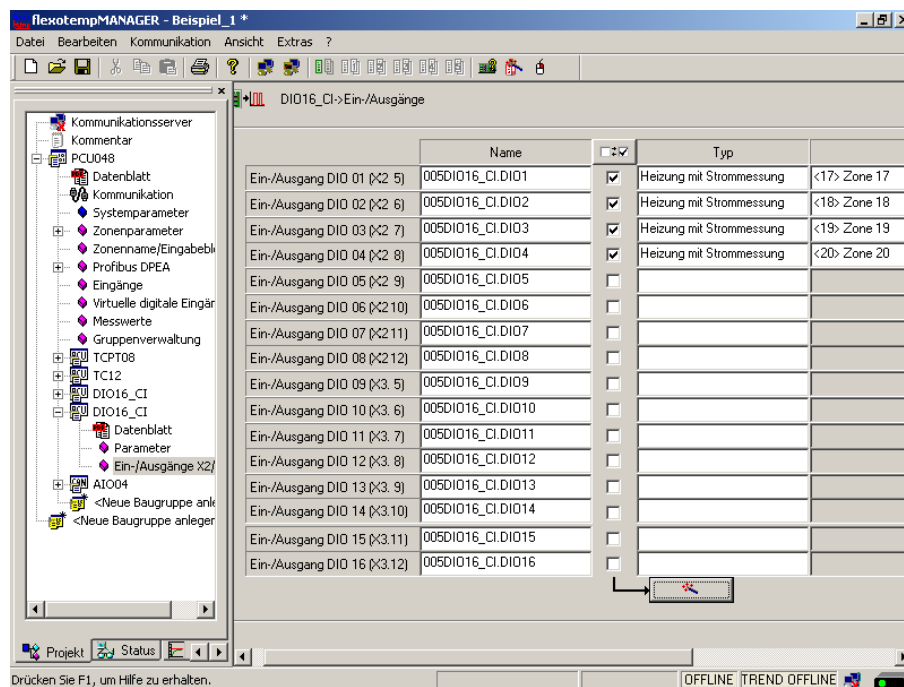 flexotempMANAGER - Beispiel_1 *
Datei Bearbeiten Kommunikation Ansicht Extras ?
DIO16_CI->Ein-/Ausgänge
Kommunikationsserver
Kommentar
PCU048
Datenblatt
Kommunikation
Systemparameter
Zonenparameter
Zonenname/Eingabebl
Profibus DPEA
Eingänge
Virtuelle digitale Eingär
Messwerte
Gruppenverwaltung
TCPT08
TC12
DIO16_CI
DIO16_CI
Datenblatt
Parameter
Ein-/Ausgänge X2/
AIO04
<Neue Baugruppe anle
<Neue Baugruppe anleger
Projekt Status
Name Typ
Ein-/Ausgang DIO 01 (X2 5) 005DIO16_CI.DIO1 Heizung mit Strommessung <17> Zone 17
Ein-/Ausgang DIO 02 (X2 6) 005DIO16_CI.DIO2 Heizung mit Strommessung <18> Zone 18
Ein-/Ausgang DIO 03 (X2 7) 005DIO16_CI.DIO3 Heizung mit Strommessung <19> Zone 19
Ein-/Ausgang DIO 04 (X2 8) 005DIO16_CI.DIO4 Heizung mit Strommessung <20> Zone 20
Ein-/Ausgang DIO 05 (X2 9) 005DIO16_CI.DIO5
Ein-/Ausgang DIO 06 (X210) 005DIO16_CI.DIO6
Ein-/Ausgang DIO 07 (X211) 005DIO16_CI.DIO7
Ein-/Ausgang DIO 08 (X212) 005DIO16_CI.DIO8
Ein-/Ausgang DIO 09 (X3. 5) 005DIO16_CI.DIO9
Ein-/Ausgang DIO 10 (X3. 6) 005DIO16_CI.DIO10
Ein-/Ausgang DIO 11 (X3. 7) 005DIO16_CI.DIO11
Ein-/Ausgang DIO 12 (X3. 8) 005DIO16_CI.DIO12
Ein-/Ausgang DIO 13 (X3. 9) 005DIO16_CI.DIO13
Ein-/Ausgang DIO 14 (X3.10) 005DIO16_CI.DIO14
Ein-/Ausgang DIO 15 (X3.11) 005DIO16_CI.DIO15
Ein-/Ausgang DIO 16 (X3.12) 005DIO16_CI.DIO16
Drücken Sie F1, um Hilfe zu erhalten. OFFLINE TREND OFFLINE